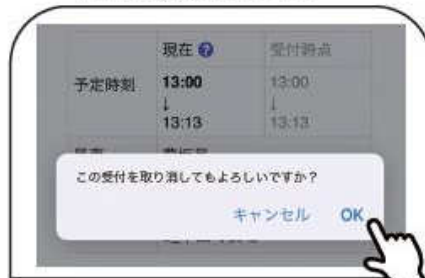 現在 ?
受付時点
予定時刻
13:00
↓
13:13
13:00
↓
13:13
この受付を取り消してもよろしいですか?
キャンセル OK